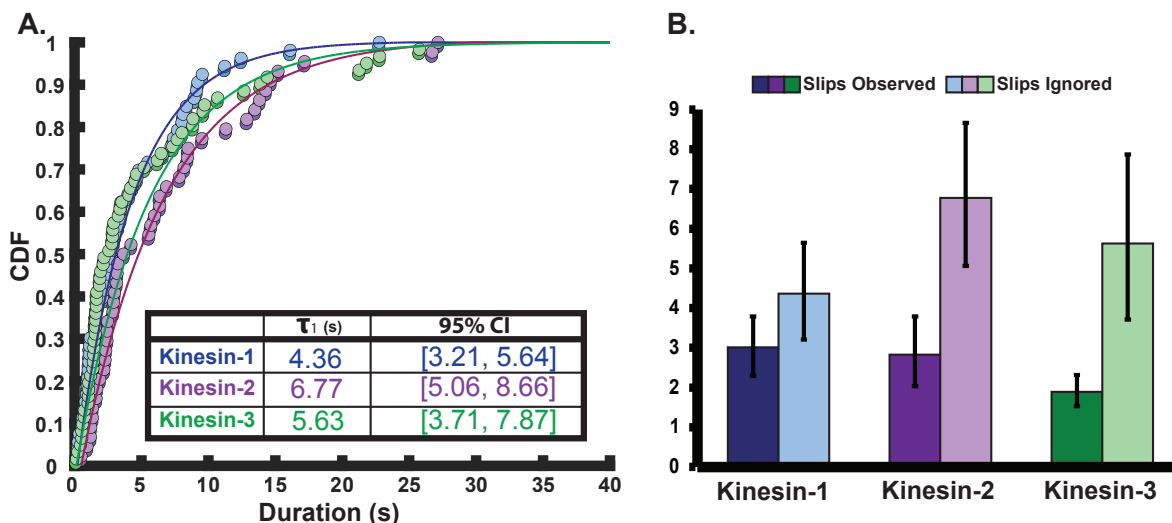 A.
1
0.9
0.8
0.7
0.6
0.5
0.4
0.3
0.2
0.1
0
CDF
0 5 10 15 20 25 30 35 40
Duration (s)
τ1 (s) 95% CI
Kinesin-1 4.36 [3.21, 5.64]
Kinesin-2 6.77 [5.06, 8.66]
Kinesin-3 5.63 [3.71, 7.87]
B.
Slips Observed Slips Ignored
9
8
7
6
5
4
3
2
1
0
Kinesin-1 Kinesin-2 Kinesin-3